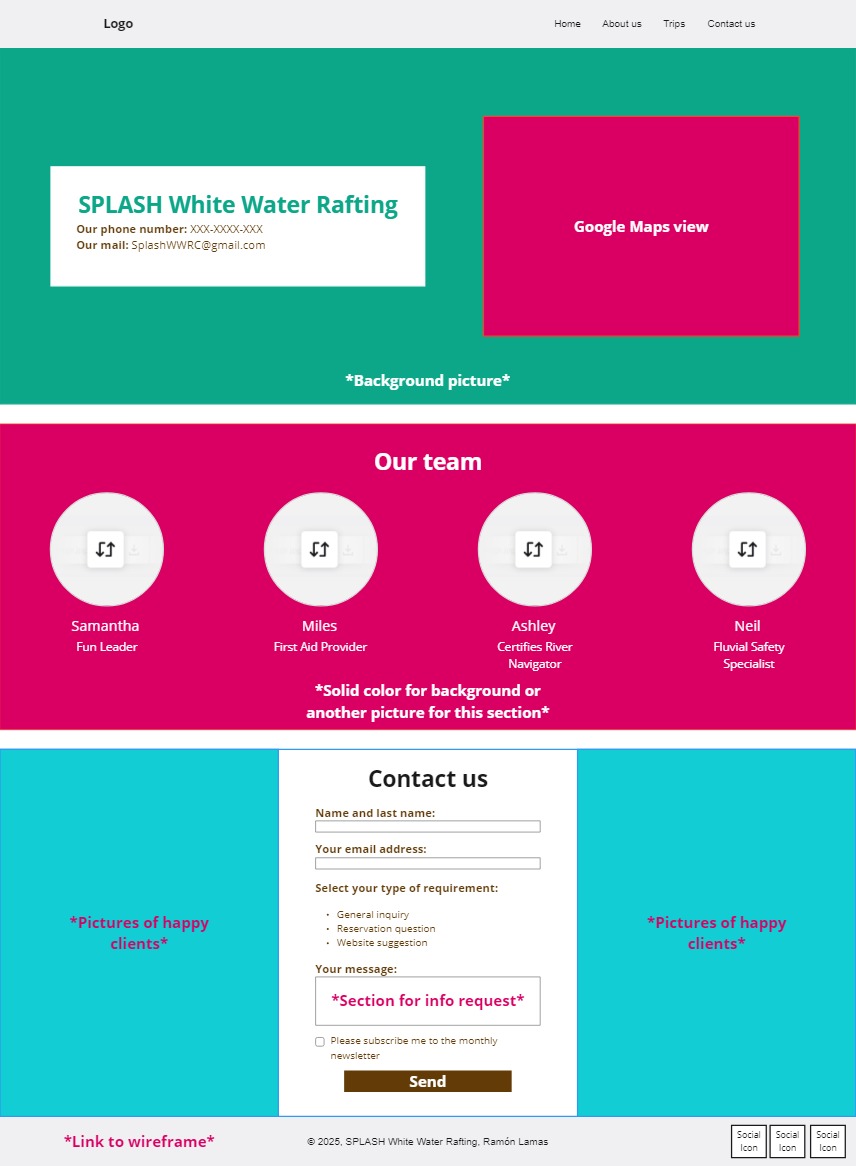 Logo
Home About us Trips Contact us
SPLASH White Water Rafting
Our phone number: XXX-XXXX-XXX
Our mail: SplashWWRC@gmail.com
Google Maps view
*Background picture*
Our team
Samantha
Fun Leader
Miles
First Aid Provider
Ashley
Certifies River
Navigator
Neil
Fluvial Safety
Specialist
*Solid color for background or
another picture for this section*
*Pictures of happy
clients*
Contact us
Name and last name:
Your email address:
Select your type of requirement:
• General inquiry
• Reservation question
• Website suggestion
Your message:
*Section for info request*
Please subscribe me to the monthly
newsletter
Send
*Pictures of happy
clients*
*Link to wireframe*
© 2025, SPLASH White Water Rafting, Ramón Lamas
Social
Icon
Social
Icon
Social
Icon